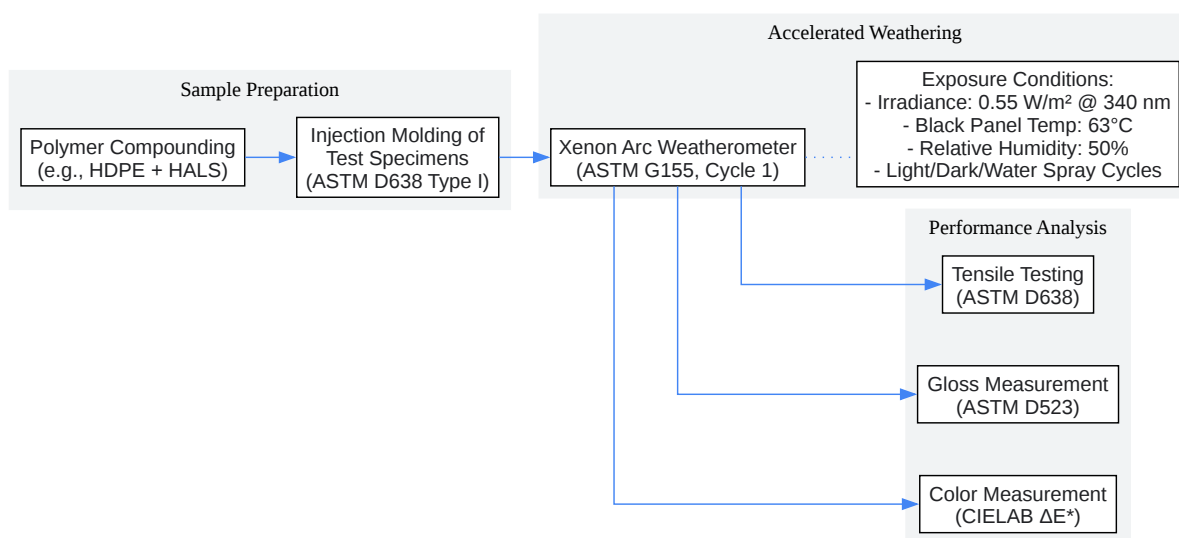 Sample Preparation
Polymer Compounding
(e.g., HDPE + HALS)
Injection Molding of
Test Specimens
(ASTM D638 Type I)
Accelerated Weathering
Xenon Arc Weatherometer
(ASTM G155, Cycle 1)
Exposure Conditions:
- Irradiance: 0.55 W/m² @ 340 nm
- Black Panel Temp: 63°C
- Relative Humidity: 50%
- Light/Dark/Water Spray Cycles
Performance Analysis
Tensile Testing
(ASTM D638)
Gloss Measurement
(ASTM D523)
Color Measurement
(CIELAB ΔE*)